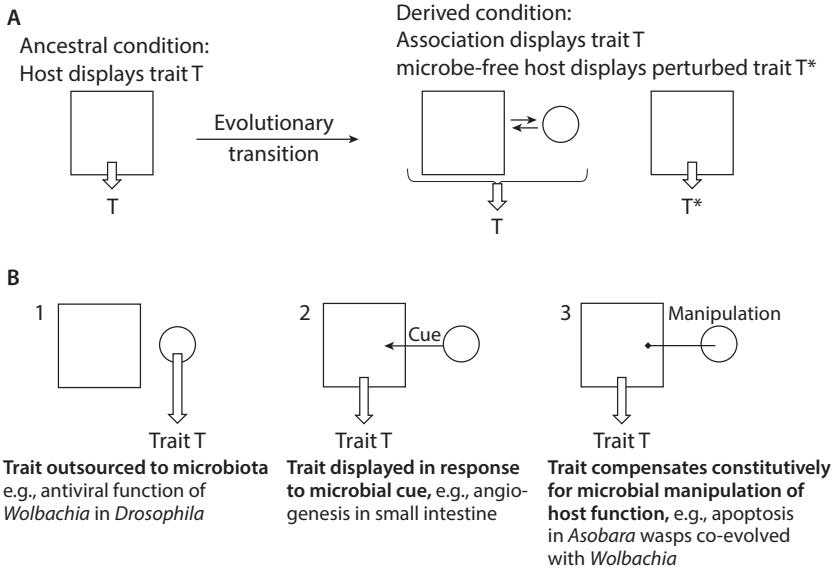 A
Ancestral condition:
Host displays trait T
Derived condition:
Association displays trait T
microbe-free host displays perturbed trait T*
Evolutionary
transition
T
T
T*
B
1
2
3
Cue
Manipulation
Trait T
Trait T
Trait T
Trait outsourced to microbiota
e.g., antiviral function of
Wolbachia in Drosophila
Trait displayed in response
to microbial cue, e.g., angio-
genesis in small intestine
Trait compensates constitutively
for microbial manipulation of
host function, e.g., apoptosis
in Asobara wasps co-evolved
with Wolbachia